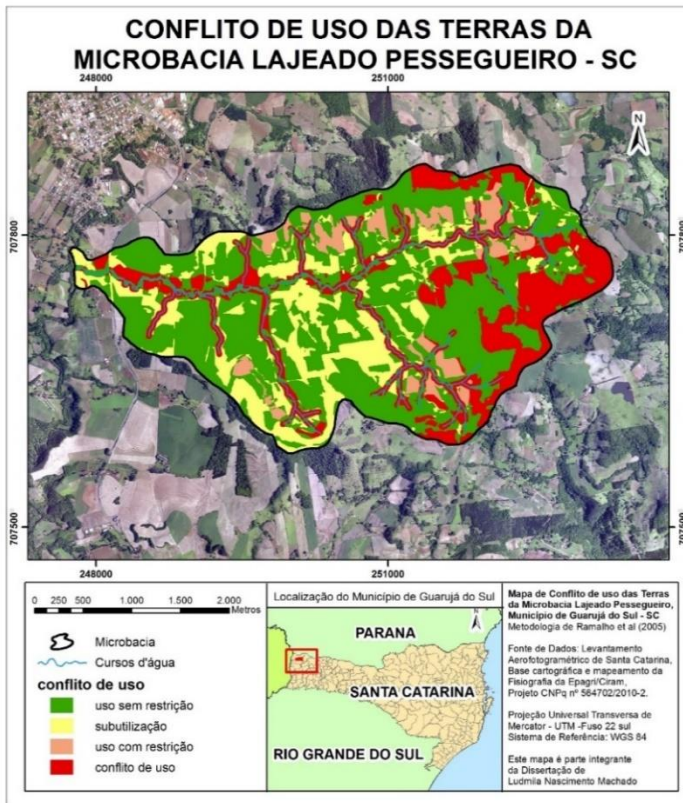 CONFLITO DE USO DAS TERRAS DA
MICROBACIA LAJEADO PESSEGUEIRO - SC
248000
251000
N
707800
707800
707500
707500
248000
251000
0 250 500 1.000 1.500 2.000
Metros
Microbacia
Cursos d'água
conflito de uso
uso sem restrição
subutilização
uso com restrição
conflito de uso
Localização do Município de Guarujá do Sul
N
PARANA
SANTA CATARINA
RIO GRANDE DO SUL
Mapa de Conflito de uso das Terras
da Microbacia Lajeado Pessegueiro,
Município de Guarujá do Sul - SC
Metodologia de Ramalho et al (2005)
Fonte de Dados: Levantamento
Aerofotogramétrico de Santa Catarina,
Base cartográfica e mapeamento da
Fisiografia da Epagri/Ciram,
Projeto CNPq nº 564702/2010-2.
Projeção Universal Transversa de
Mercator - UTM -Fuso 22 sul
Sistema de Referência: WGS 84
Este mapa é parte integrante
da Dissertação de
Ludmila Nascimento Machado